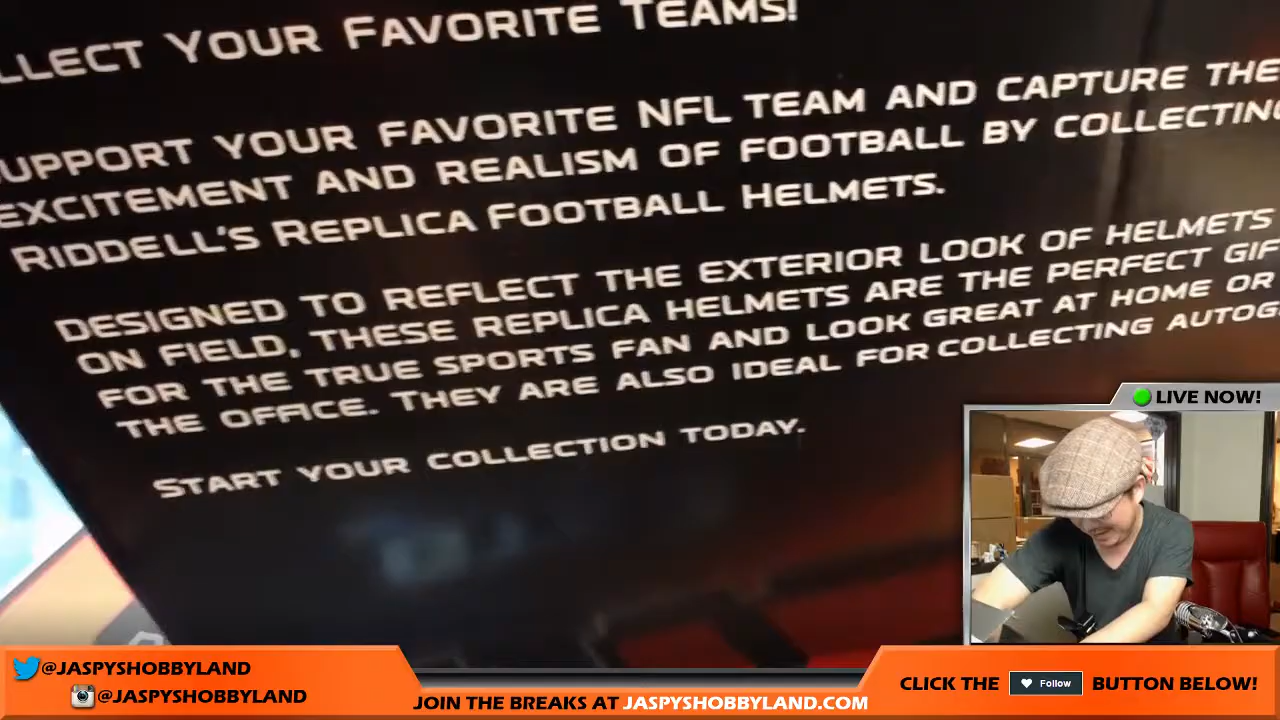 LLECT YOUR FAVORITE TEAMS!
UPPORT YOUR FAVORITE NFL TEAM AND CAPTURE THE
EXCITEMENT AND REALISM OF FOOTBALL BY COLLECTING
RIDDELL'S REPLICA FOOTBALL HELMETS.
DESIGNED TO REFLECT THE EXTERIOR LOOK OF HELMETS
ON FIELD, THESE REPLICA HELMETS ARE THE PERFECT GIF
FOR THE TRUE SPORTS FAN AND LOOK GREAT AT HOME OR
THE OFFICE. THEY ARE ALSO IDEAL FOR COLLECTING AUTOG
START YOUR COLLECTION TODAY.
LIVE NOW!
@JASPYSHOBBYLAND
@JASPYSHOBBYLAND
JOIN THE BREAKS AT JASPYSHOBBYLAND.COM
CLICK THE Follow BUTTON BELOW!